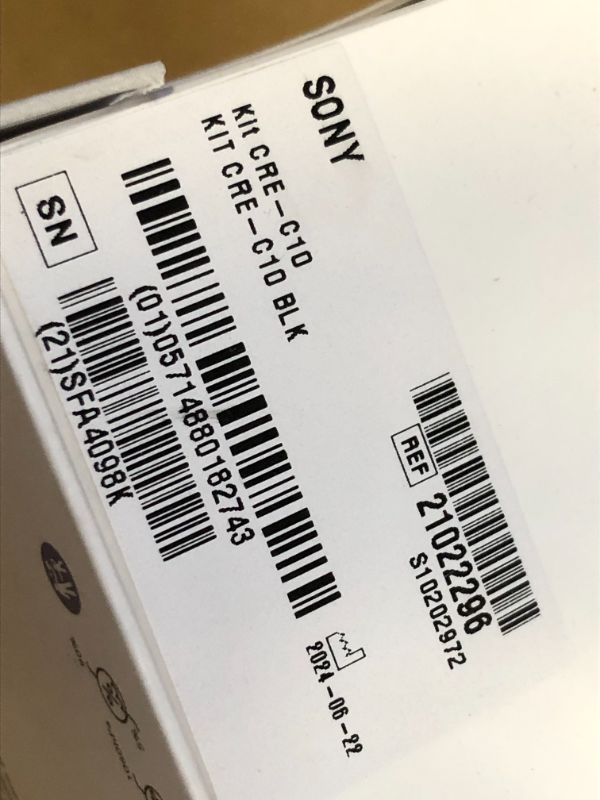 SONY
Kit CRE-C10
KIT CRE-C10 BLK
(01)05714880182743
SN
(21)SFA4098K
REF
21022296
S10202972
2024-06-22